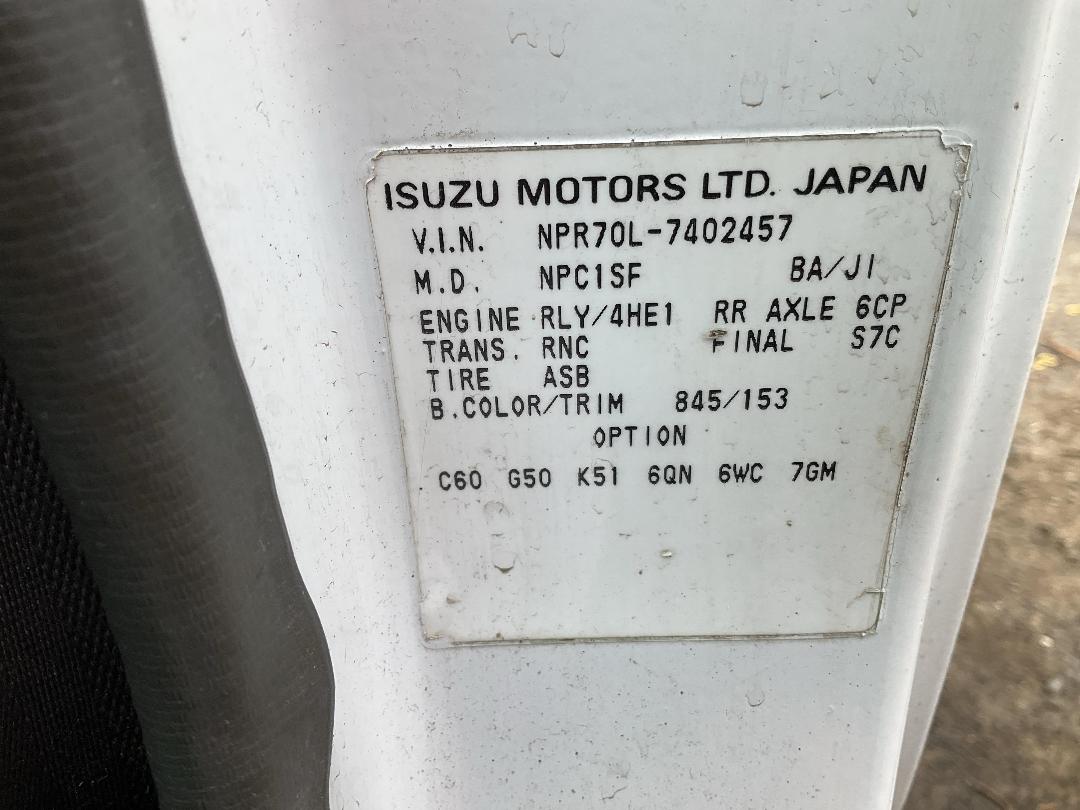 ISUZU MOTORS LTD. JAPAN
V.I.N. NPR70L-7402457
M.D. NPC1SF BA/JI
ENGINE RLY/4HE1 RR AXLE 6CP
TRANS. RNC FINAL S7C
TIRE ASB
B.COLOR/TRIM 845/153
OPTION
C60 G50 K51 6QN 6WC 7GM